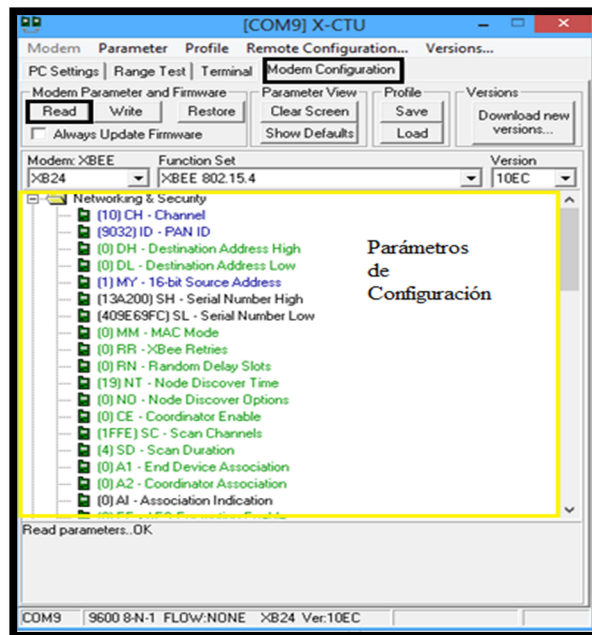 [COM9] X-CTU
Modem Parameter Profile Remote Configuration... Versions...
PC Settings Range Test Terminal Modem Configuration
Modem Parameter and Firmware Parameter View Profile Versions
Read Write Restore Clear Screen Save Download new versions...
Always Update Firmware Show Defaults Load
Modem: XBEE Function Set Version
XB24 XBEE 802.15.4 10EC
Networking & Security
(10) CH - Channel
(9032) ID - PAN ID
(0) DH - Destination Address High
(0) DL - Destination Address Low
(1) MY - 16-bit Source Address
(13A200) SH - Serial Number High
(409E69FC) SL - Serial Number Low
(0) MM - MAC Mode
(0) RR - XBee Retries
(0) RN - Random Delay Slots
(19) NT - Node Discover Time
(0) NO - Node Discover Options
(0) CE - Coordinator Enable
(1FFE) SC - Scan Channels
(4) SD - Scan Duration
(0) A1 - End Device Association
(0) A2 - Coordinator Association
(0) AI - Association Indication
Parámetros
de
Configuración
Read parameters..OK
COM9 9600 8-N-1 FLOW:NONE XB24 Ver:10EC